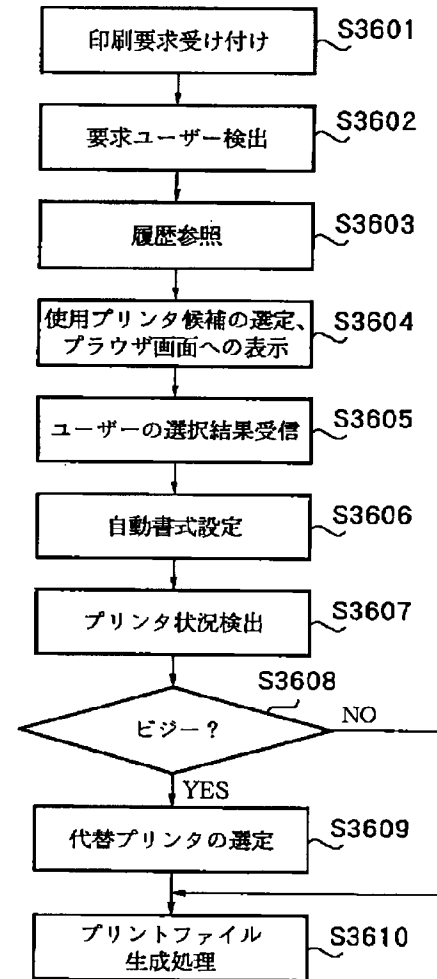 印刷要求受け付け
S3601
要求ユーザー検出
S3602
履歴参照
S3603
使用プリンタ候補の選定、
ブラウザ画面への表示
S3604
ユーザーの選択結果受信
S3605
自動書式設定
S3606
プリンタ状況検出
S3607
S3608
ビジー？
NO
YES
代替プリンタの選定
S3609
プリントファイル
生成処理
S3610